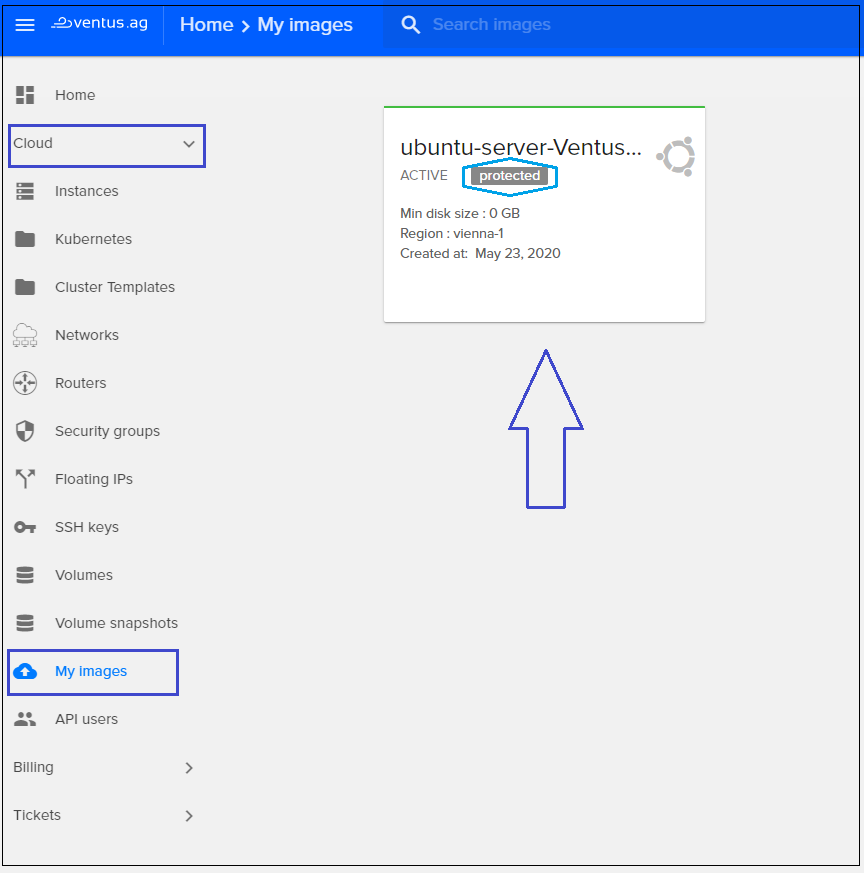 ventus.ag
Home > My images
Search images
Home
Cloud
Instances
Kubernetes
Cluster Templates
Networks
Routers
Security groups
Floating IPs
SSH keys
Volumes
Volume snapshots
My images
API users
Billing
Tickets
ubuntu-server-Ventus...
ACTIVE protected
Min disk size : 0 GB
Region : vienna-1
Created at: May 23, 2020